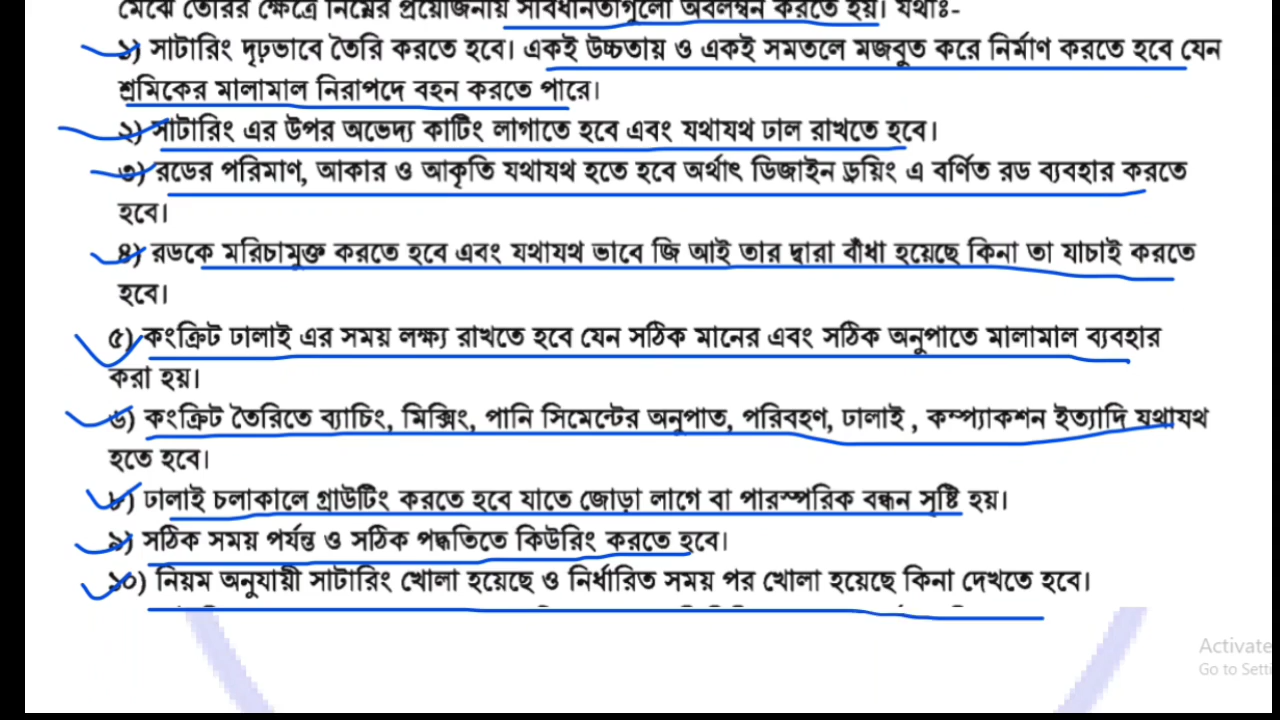 মেঝে তৈরির ক্ষেত্রে নিম্নের প্রয়োজনীয় সাবধানতাগুলো অবলম্বন করতে হয়। যথাঃ-
১) সাটারিং দৃঢ়ভাবে তৈরি করতে হবে। একই উচ্চতায় ও একই সমতলে মজবুত করে নির্মাণ করতে হবে যেন
শ্রমিকের মালামাল নিরাপদে বহন করতে পারে।
২) সাটারিং এর উপর অভেদ্য কাটিং লাগাতে হবে এবং যথাযথ ঢাল রাখতে হবে।
৩) রডের পরিমাণ, আকার ও আকৃতি যথাযথ হতে হবে অর্থাৎ ডিজাইন ড্রয়িং এ বর্ণিত রড ব্যবহার করতে
হবে।
৪) রডকে মরিচামুক্ত করতে হবে এবং যথাযথ ভাবে জি আই তার দ্বারা বাঁধা হয়েছে কিনা তা যাচাই করতে
হবে।
৫) কংক্রিট ঢালাই এর সময় লক্ষ্য রাখতে হবে যেন সঠিক মানের এবং সঠিক অনুপাতে মালামাল ব্যবহার
করা হয়।
৬) কংক্রিট তৈরিতে ব্যাচিং, মিক্সিং, পানি সিমেন্টের অনুপাত, পরিবহণ, ঢালাই , কম্প্যাকশন ইত্যাদি যথাযথ
হতে হবে।
৮) ঢালাই চলাকালে গ্রাউটিং করতে হবে যাতে জোড়া লাগে বা পারস্পরিক বন্ধন সৃষ্টি হয়।
৯) সঠিক সময় পর্যন্ত ও সঠিক পদ্ধতিতে কিউরিং করতে হবে।
১০) নিয়ম অনুযায়ী সাটারিং খোলা হয়েছে ও নির্ধারিত সময় পর খোলা হয়েছে কিনা দেখতে হবে।
Activate
Go to Setti